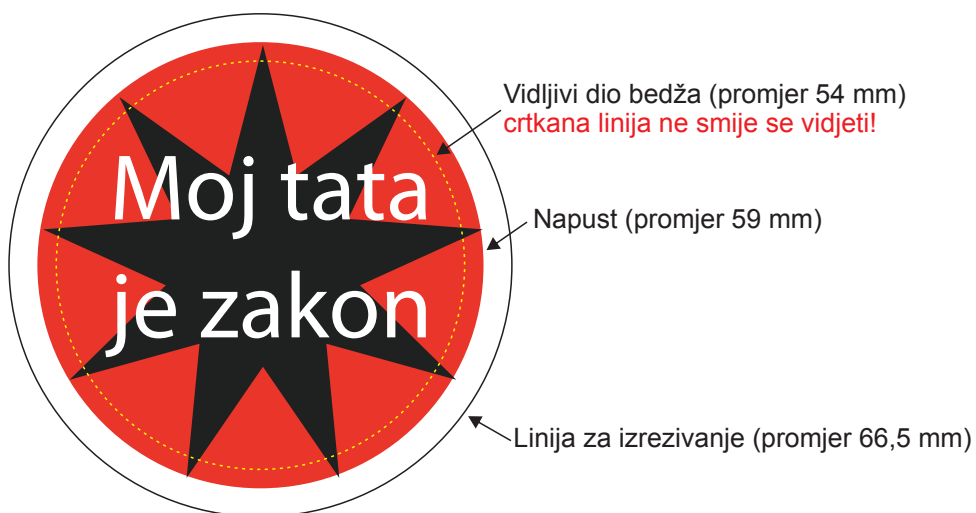 Moj tata
je zakon
Vidljivi dio bedža (promjer 54 mm)
crtkana linija ne smije se vidjeti!
Napust (promjer 59 mm)
Linija za izrezivanje (promjer 66,5 mm)